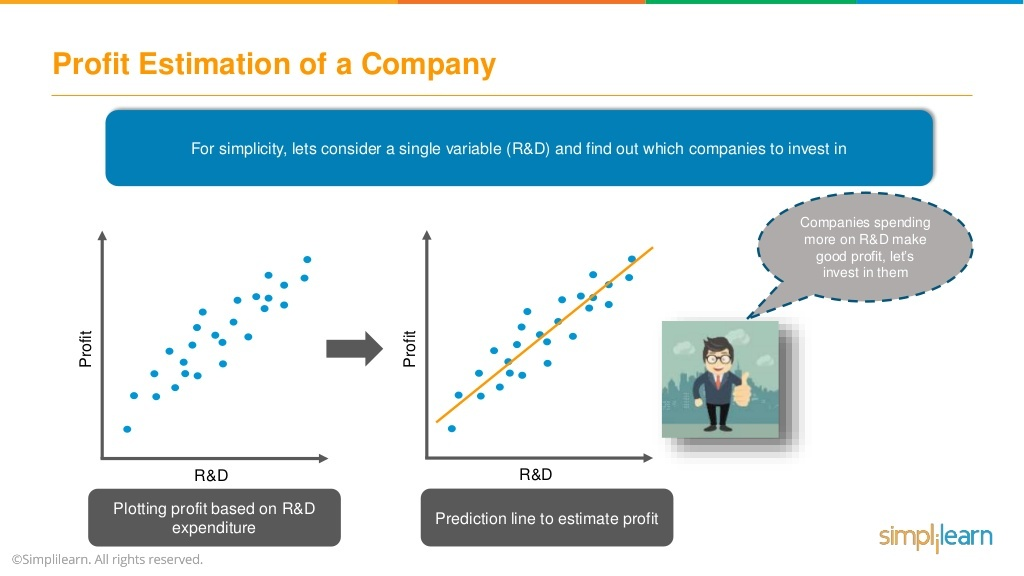 Profit Estimation of a Company
For simplicity, lets consider a single variable (R&D) and find out which companies to invest in
Companies spending
more on R&D make
good profit, let's
invest in them
Profit
R&D
Profit
R&D
Plotting profit based on R&D
expenditure
Prediction line to estimate profit
simplilearn
©Simplilearn. All rights reserved.